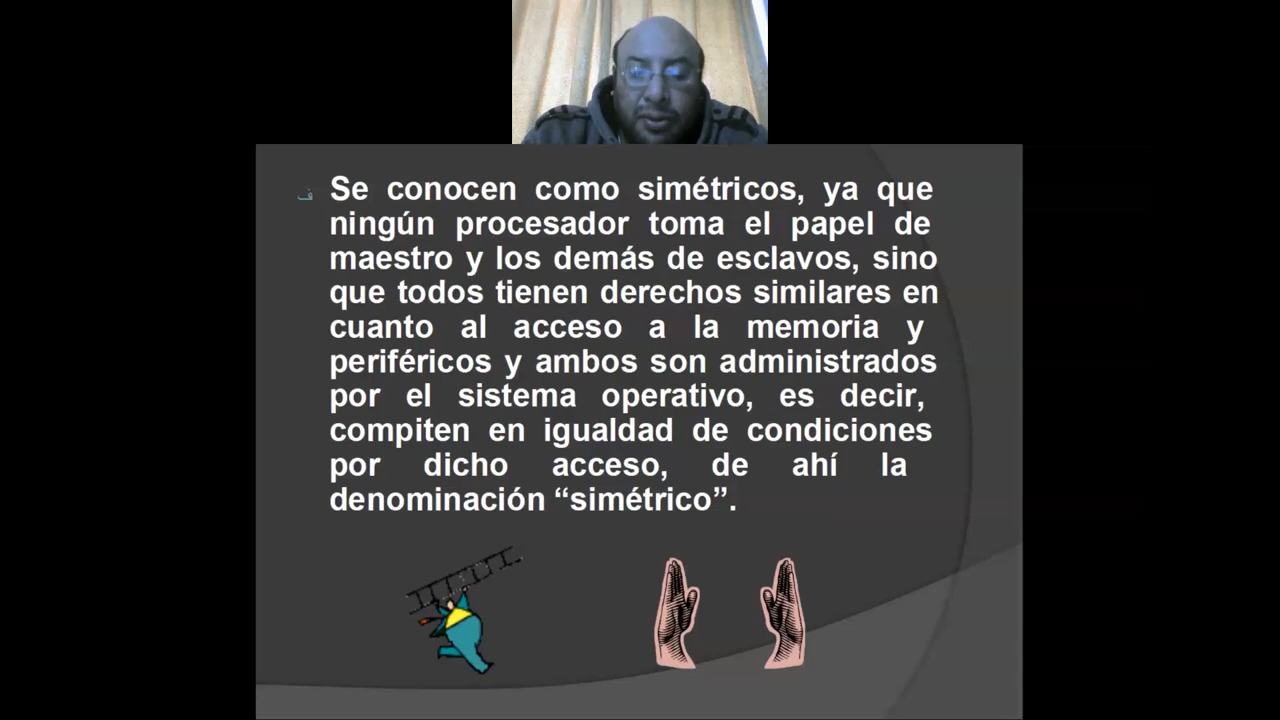 Se conocen como simétricos, ya que
ningún procesador toma el papel de
maestro y los demás de esclavos, sino
que todos tienen derechos similares en
cuanto al acceso a la memoria y
periféricos y ambos son administrados
por el sistema operativo, es decir,
compiten en igualdad de condiciones
por dicho acceso, de ahí la
denominación “simétrico”.